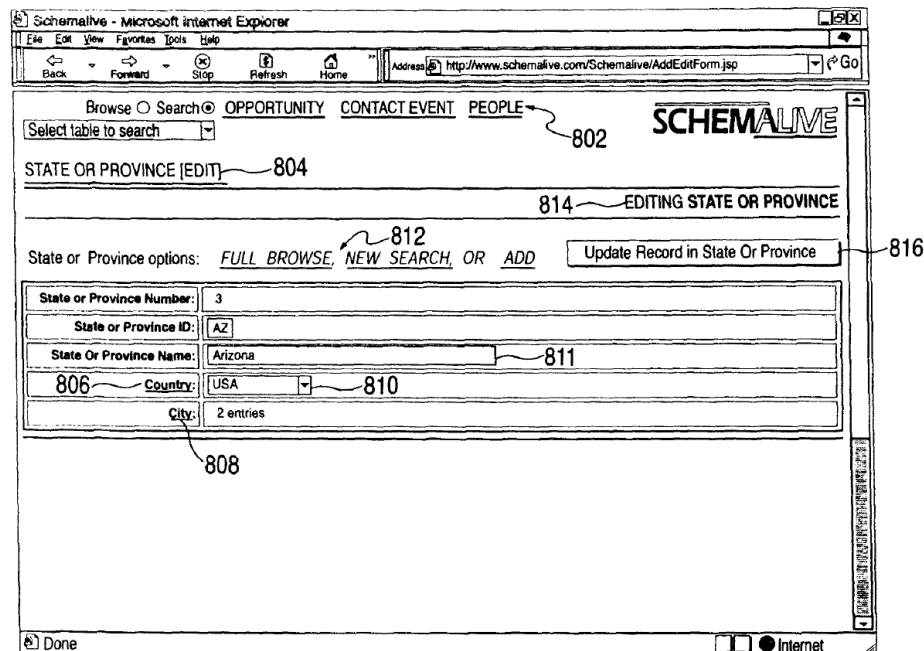 Schemalive - Microsoft Internet Explorer
File Edit View Favorites Tools Help
Back Forward Stop Refresh Home » Address http://www.schemalive.com/Schemalive/AddEditForm.jsp Go
Browse Search OPPORTUNITY CONTACT EVENT PEOPLE 802 SCHEMALIVE
Select table to search
STATE OR PROVINCE [EDIT] 804
814 EDITING STATE OR PROVINCE
812
State or Province options: FULL BROWSE, NEW SEARCH, OR ADD Update Record in State Or Province 816
State or Province Number: 3
State or Province ID: AZ
State Or Province Name: Arizona 811
806 Country: USA 810
City: 2 entries
808
Done Internet